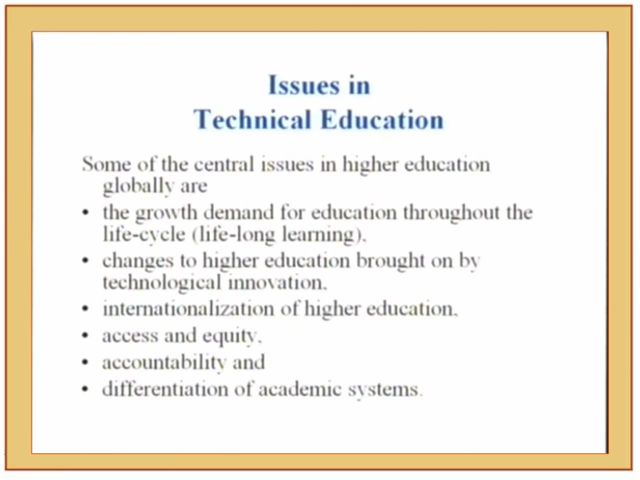 Issues in
Technical Education
Some of the central issues in higher education
globally are
• the growth demand for education throughout the
life-cycle (life-long learning),
• changes to higher education brought on by
technological innovation,
• internationalization of higher education,
• access and equity,
• accountability and
• differentiation of academic systems.